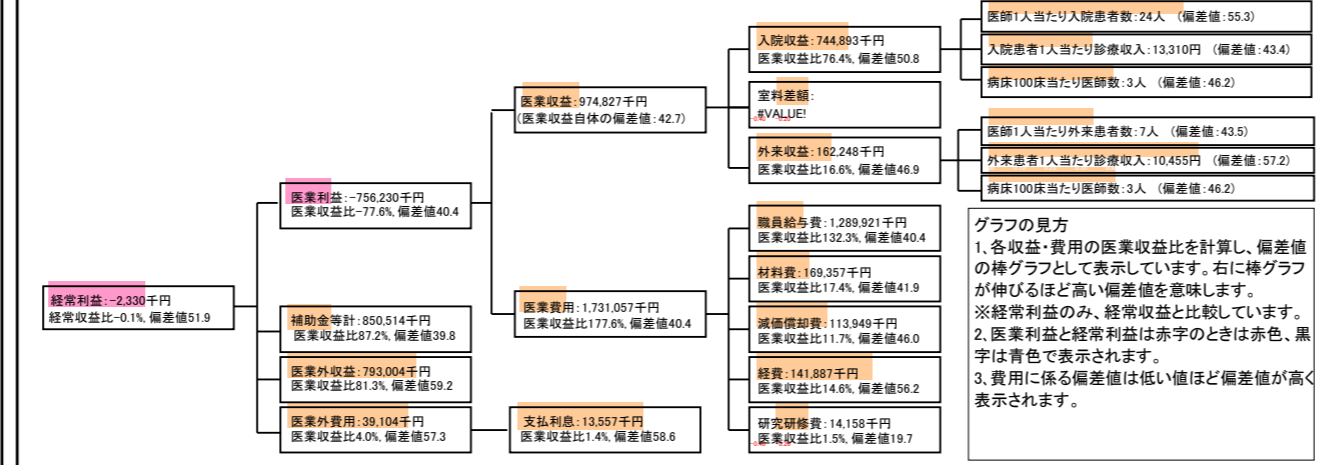 経常利益:-2,330千円
経常収益比-0.1%, 偏差値51.9
医業利益:-756,230千円
医業収益比-77.6%, 偏差値40.4
補助金等計:850,514千円
医業収益比87.2%, 偏差値39.8
医業外収益:793,004千円
医業収益比81.3%, 偏差値59.2
医業外費用:39,104千円
医業収益比4.0%, 偏差値57.3
医業収益:974,827千円
(医業収益自体の偏差値:42.7)
医業費用:1,731,057千円
医業収益比177.6%, 偏差値40.4
支払利息:13,557千円
医業収益比1.4%, 偏差値58.6
入院収益:744,893千円
医業収益比76.4%, 偏差値50.8
室料差額:
#VALUE!
外来収益:162,248千円
医業収益比16.6%, 偏差値46.9
職員給与費:1,289,921千円
医業収益比132.3%, 偏差値40.4
材料費:169,357千円
医業収益比17.4%, 偏差値41.9
減価償却費:113,949千円
医業収益比11.7%, 偏差値46.0
経費:141,887千円
医業収益比14.6%, 偏差値56.2
研究研修費:14,158千円
医業収益比1.5%, 偏差値19.7
医師1人当たり入院患者数:24人 (偏差値:55.3)
入院患者1人当たり診療収入:13,310円 (偏差値:43.4)
病床100床当たり医師数:3人 (偏差値:46.2)
医師1人当たり外来患者数:7人 (偏差値:43.5)
外来患者1人当たり診療収入:10,455円 (偏差値:57.2)
病床100床当たり医師数:3人 (偏差値:46.2)
グラフの見方
1、各収益・費用の医業収益比を計算し、偏差値
の棒グラフとして表示しています。右に棒グラフ
が伸びるほど高い偏差値を意味します。
※経常利益のみ、経常収益と比較しています。
2、医業利益と経常利益は赤字のときは赤色、黒
字は青色で表示されます。
3、費用に係る偏差値は低い値ほど偏差値が高く
表示されます。